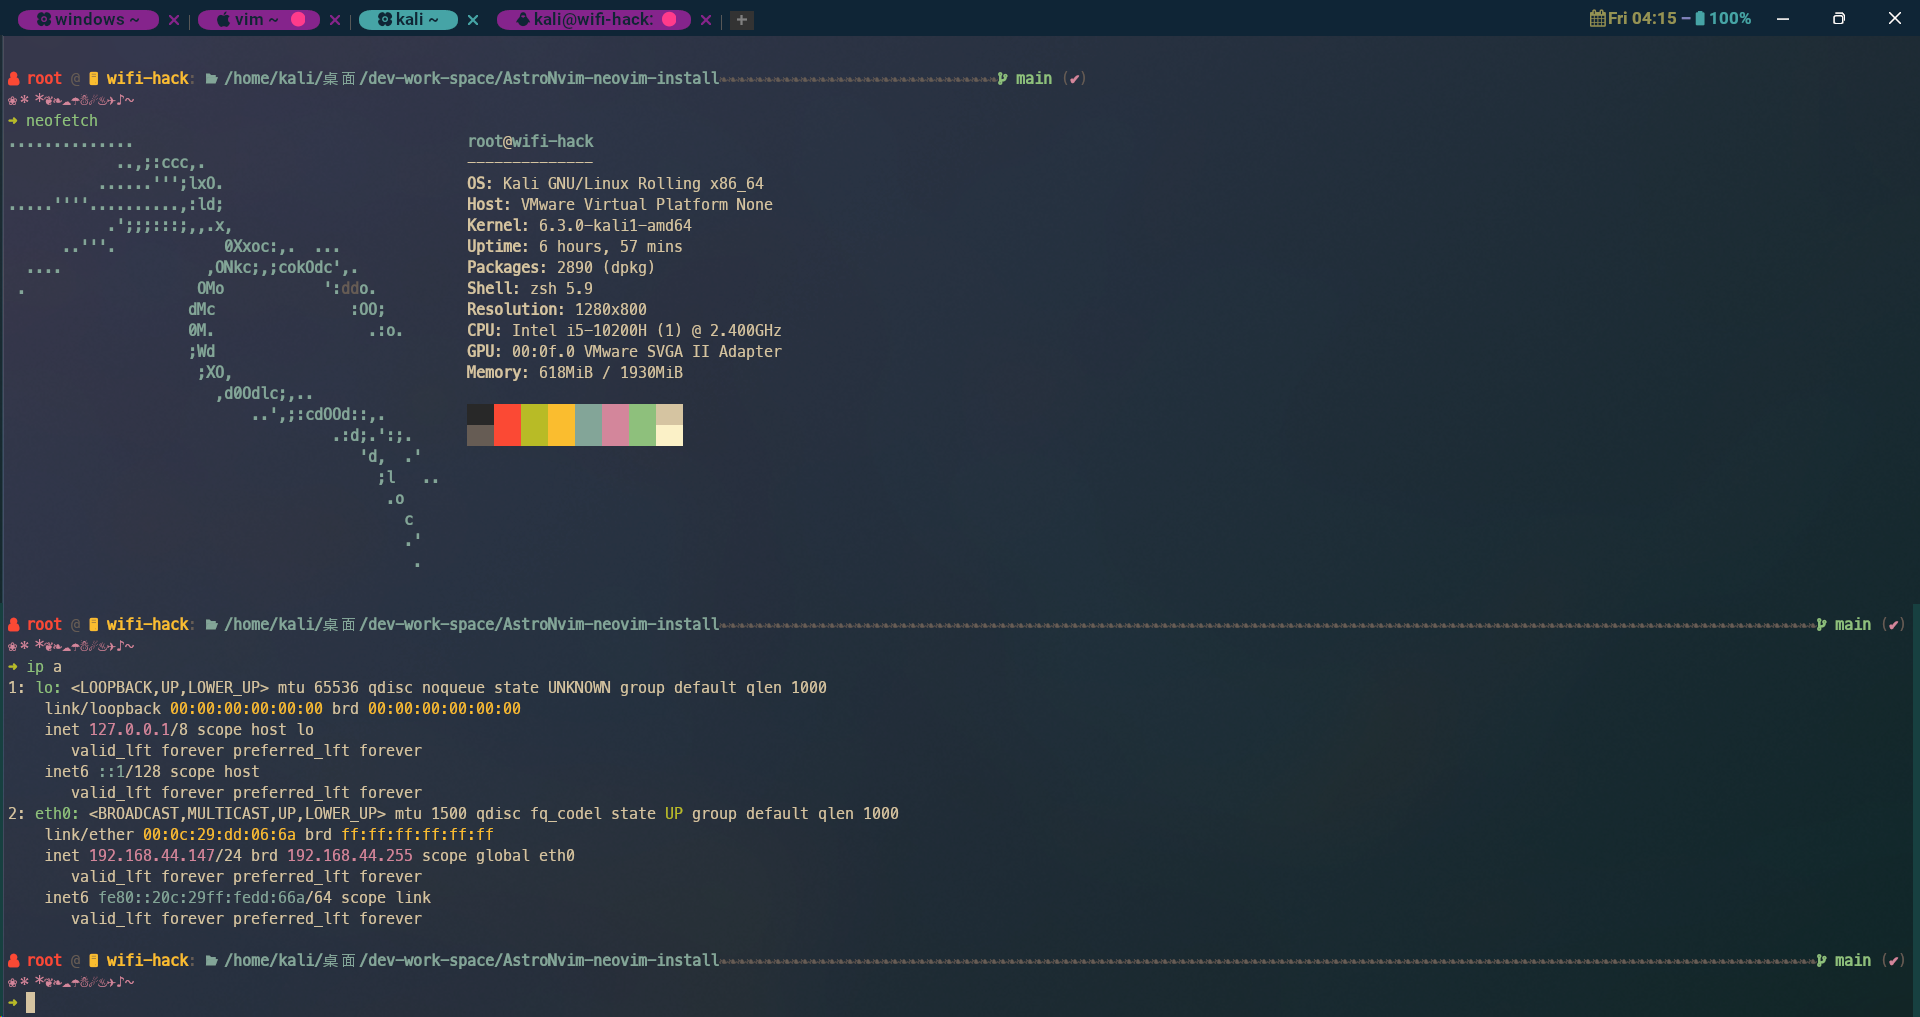 windows ~ × | vim ~ × | kali ~ × kali@wifi-hack: × | +
Fri 04:15 – 100%
root @ wifi-hack: /home/kali/桌面/dev-work-space/AstroNvim-neovim-install main (✔)
neofetch
..............
..,;:ccc,.
......''';lxO.
.....''''..........,:ld;
.';;;:::;,,.x,
..'''.            0Xxoc:,.  ...
....                ,ONkc;,;cokOdc',.
.                   OMo           ':ddo.
dMc               :OO;
0M.                 .:o.
;Wd
;XO,
,d0Odlc;,..
..',;:cdOOd::,.
.:d;.':;.
'd,  .'
;l   ..
.o
c
.'
.
root@wifi-hack
--------------
OS: Kali GNU/Linux Rolling x86_64
Host: VMware Virtual Platform None
Kernel: 6.3.0-kali1-amd64
Uptime: 6 hours, 57 mins
Packages: 2890 (dpkg)
Shell: zsh 5.9
Resolution: 1280x800
CPU: Intel i5-10200H (1) @ 2.400GHz
GPU: 00:0f.0 VMware SVGA II Adapter
Memory: 618MiB / 1930MiB
root @ wifi-hack: /home/kali/桌面/dev-work-space/AstroNvim-neovim-install main (✔)
➜ ip a
1: lo: <LOOPBACK,UP,LOWER_UP> mtu 65536 qdisc noqueue state UNKNOWN group default qlen 1000
link/loopback 00:00:00:00:00:00 brd 00:00:00:00:00:00
inet 127.0.0.1/8 scope host lo
valid_lft forever preferred_lft forever
inet6 ::1/128 scope host
valid_lft forever preferred_lft forever
2: eth0: <BROADCAST,MULTICAST,UP,LOWER_UP> mtu 1500 qdisc fq_codel state UP group default qlen 1000
link/ether 00:0c:29:dd:06:6a brd ff:ff:ff:ff:ff:ff
inet 192.168.44.147/24 brd 192.168.44.255 scope global eth0
valid_lft forever preferred_lft forever
inet6 fe80::20c:29ff:fedd:66a/64 scope link
valid_lft forever preferred_lft forever
root @ wifi-hack: /home/kali/桌面/dev-work-space/AstroNvim-neovim-install main (✔)
➜